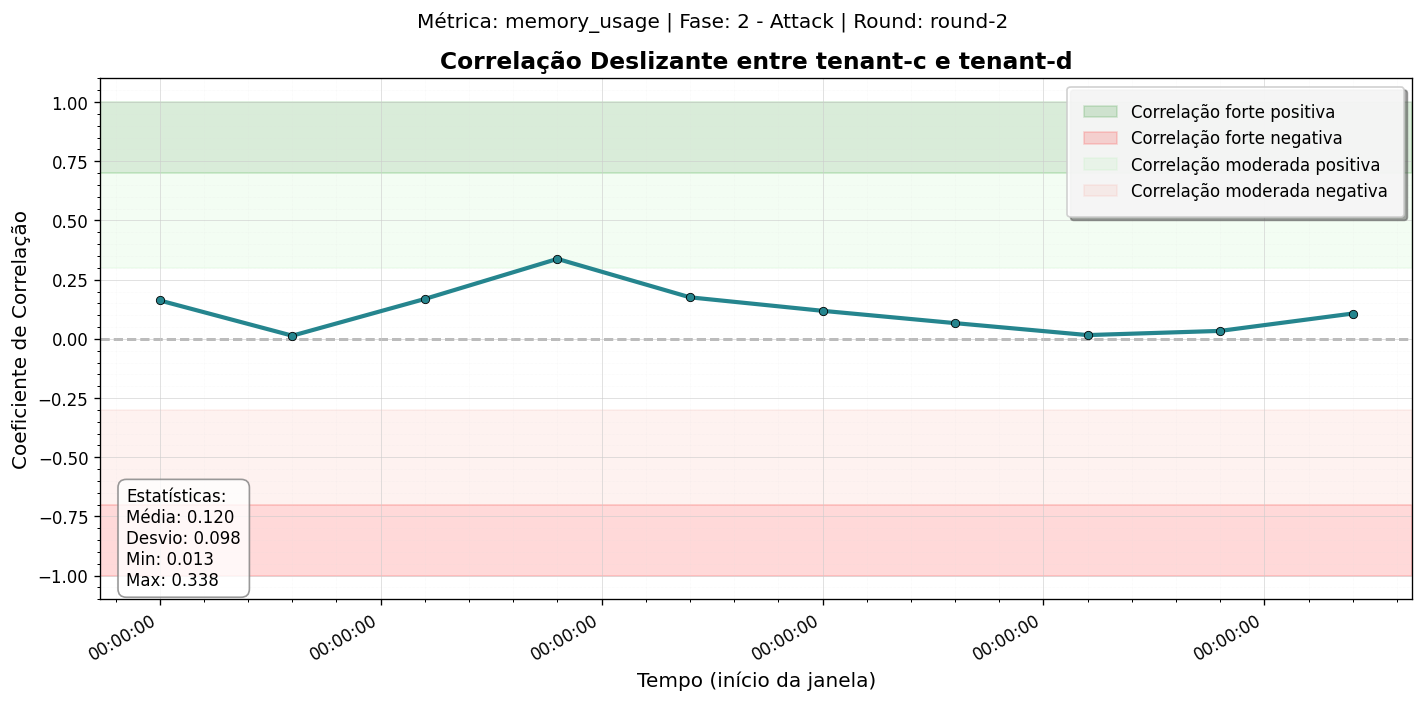 Métrica: memory_usage | Fase: 2 - Attack | Round: round-2
Correlação Deslizante entre tenant-c e tenant-d
Coeficiente de Correlação
1.00
0.75
0.50
0.25
0.00
−0.25
−0.50
−0.75
−1.00
Correlação forte positiva
Correlação forte negativa
Correlação moderada positiva
Correlação moderada negativa
Estatísticas:
Média: 0.120
Desvio: 0.098
Min: 0.013
Max: 0.338
00:00:00
00:00:00
00:00:00
00:00:00
00:00:00
00:00:00
Tempo (início da janela)